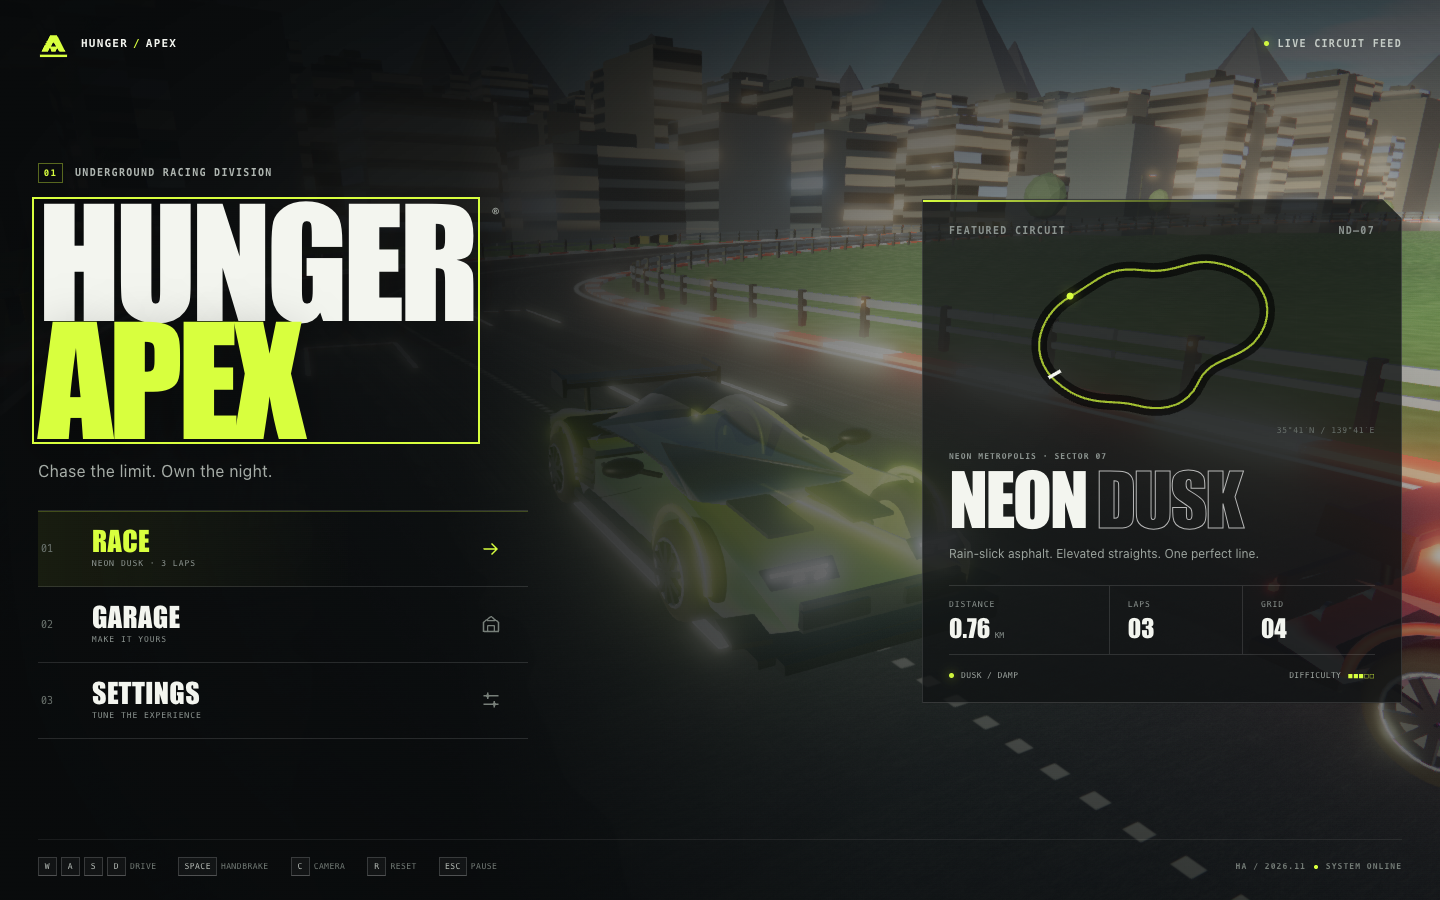 HUNGER / APEX
LIVE CIRCUIT FEED
01 UNDERGROUND RACING DIVISION
HUNGER ®
APEX
Chase the limit. Own the night.
01 RACE
NEON DUSK · 3 LAPS
02 GARAGE
MAKE IT YOURS
03 SETTINGS
TUNE THE EXPERIENCE
FEATURED CIRCUIT ND—07
35°41′N / 139°41′E
NEON METROPOLIS · SECTOR 07
NEON DUSK
Rain-slick asphalt. Elevated straights. One perfect line.
DISTANCE LAPS GRID
0.76 KM 03 04
DUSK / DAMP DIFFICULTY ■■■□□
W A S D DRIVE SPACE HANDBRAKE C CAMERA R RESET ESC PAUSE
HA / 2026.11 SYSTEM ONLINE